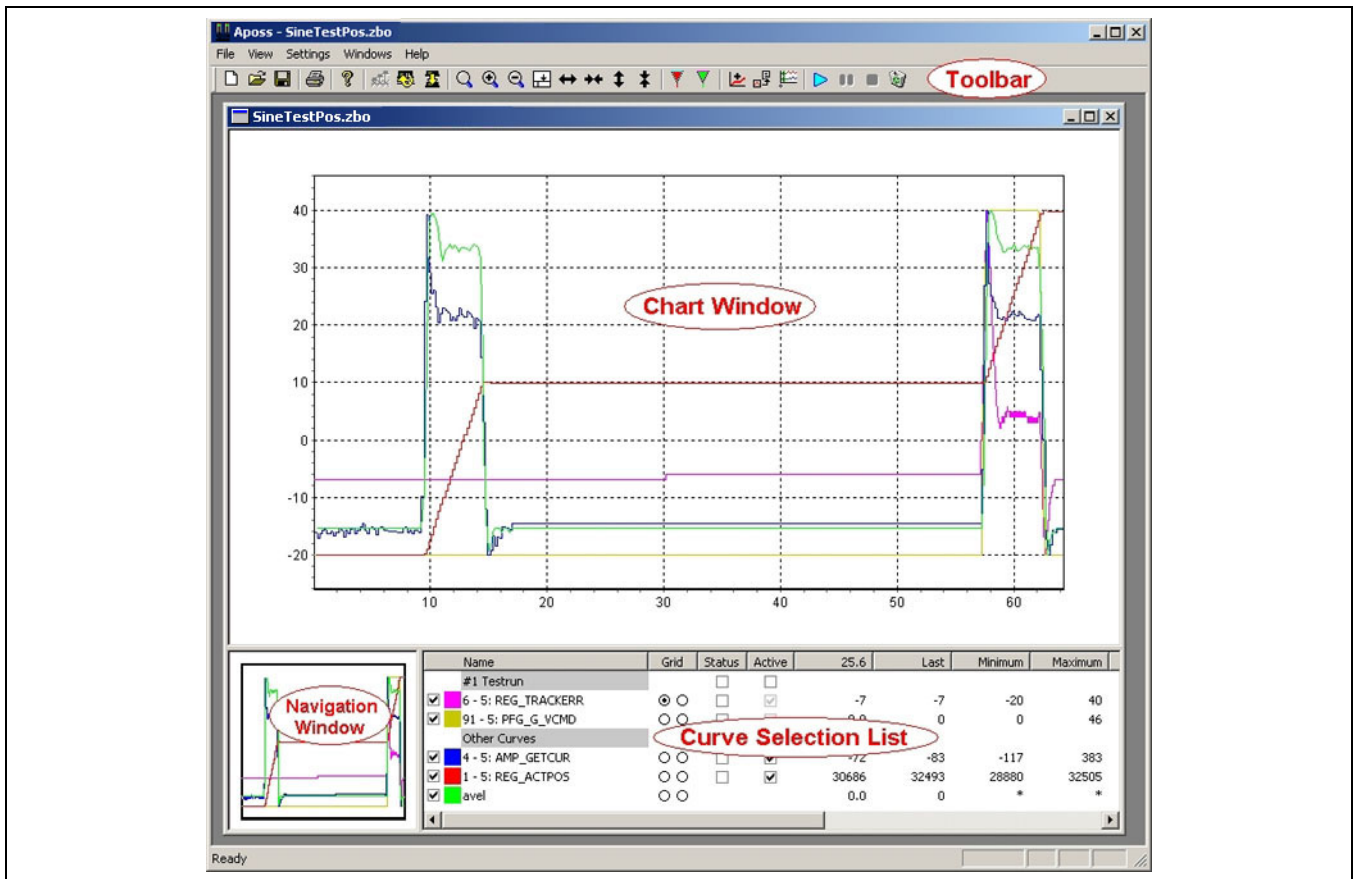 Aposs - SineTestPos.zbo
File View Settings Windows Help
Toolbar
SineTestPos.zbo
40
30
20
10
0
-10
-20
10 20 30 40 50 60
Chart Window
Navigation Window
Name Grid Status Active 25.6 Last Minimum Maximum
#1 Testrun
6 - 5: REG_TRACKERR -7 -7 -20 40
91 - 5: PFG_G_VCMD 0 0 46
Other Curves
Curve Selection List
4 - 5: AMP_GETCUR -72 -83 -117 383
1 - 5: REG_ACTPOS 30686 32493 28880 32505
avel 0.0 0 * *
Ready